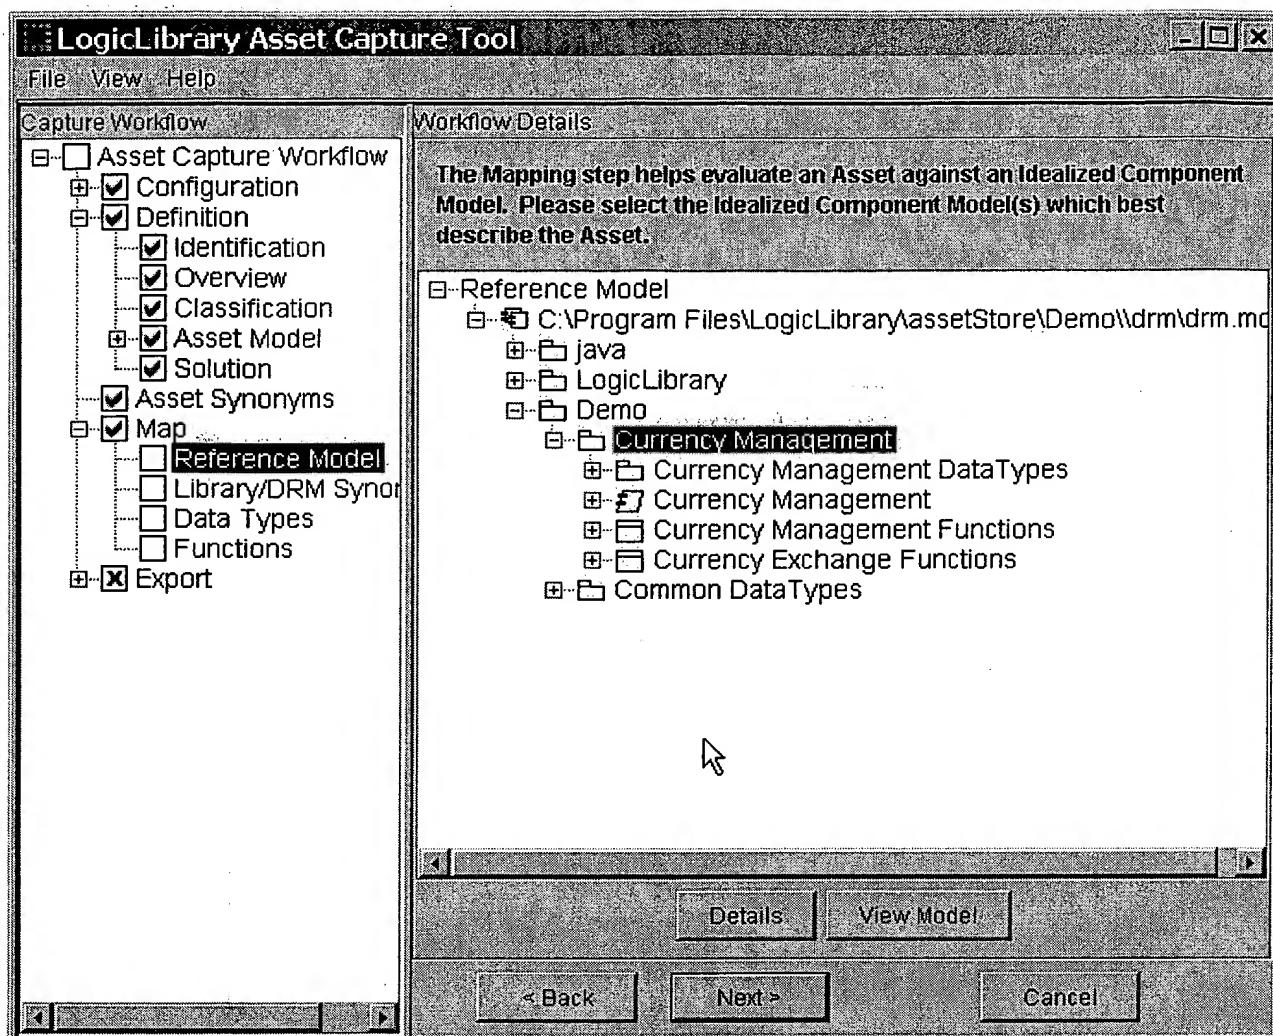 LogicLibrary Asset Capture Tool
File View Help
Capture Workflow
Asset Capture Workflow
Configuration
Definition
Identification
Overview
Classification
Asset Model
Solution
Asset Synonyms
Map
Reference Model
Library/DRM Synor
Data Types
Functions
Export
Workflow Details
The Mapping step helps evaluate an Asset against an Idealized Component
Model. Please select the Idealized Component Model(s) which best
describe the Asset.
Reference Model
C:\Program Files\LogicLibrary\assetStore\Demo\\drm\drm.mc
java
LogicLibrary
Demo
Currency Management
Currency Management DataTypes
Currency Management
Currency Management Functions
Currency Exchange Functions
Common DataTypes
Details View Model
< Back Next > Cancel